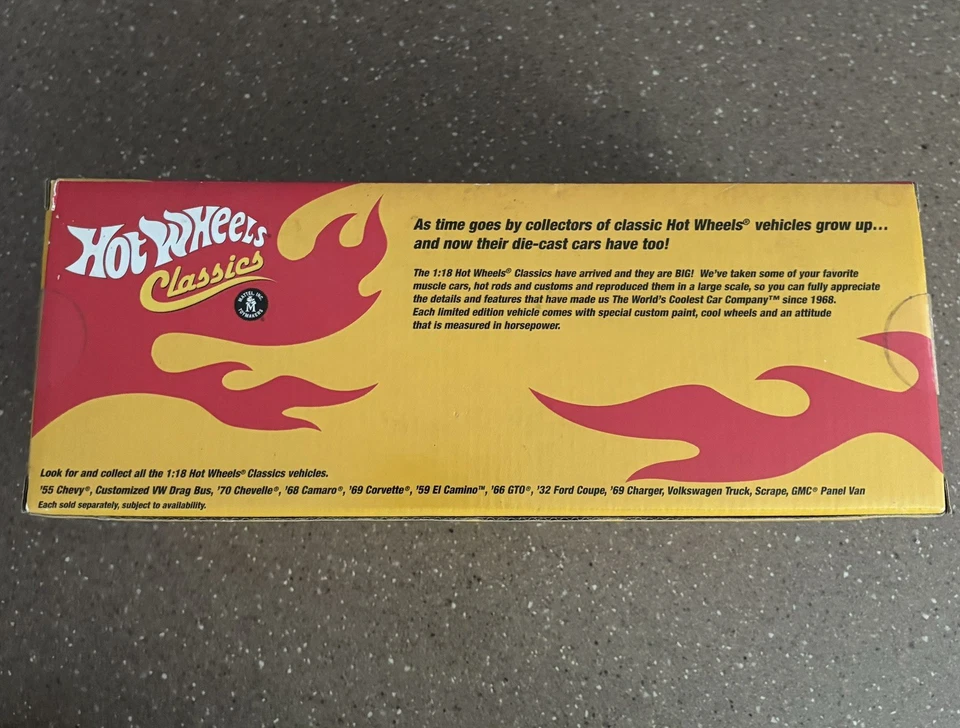 Hot Wheels
Classics
MATTEL, INC.
TOYMAKERS
As time goes by collectors of classic Hot Wheels® vehicles grow up...
and now their die-cast cars have too!
The 1:18 Hot Wheels® Classics have arrived and they are BIG! We've taken some of your favorite
muscle cars, hot rods and customs and reproduced them in a large scale, so you can fully appreciate
the details and features that have made us The World's Coolest Car Company™ since 1968.
Each limited edition vehicle comes with special custom paint, cool wheels and an attitude
that is measured in horsepower.
Look for and collect all the 1:18 Hot Wheels® Classics vehicles.
'55 Chevy®, Customized VW Drag Bus, '70 Chevelle®, '68 Camaro®, '69 Corvette®, '59 El Camino™, '66 GTO®, '32 Ford Coupe, '69 Charger, Volkswagen Truck, Scrape, GMC® Panel Van
Each sold separately, subject to availability.